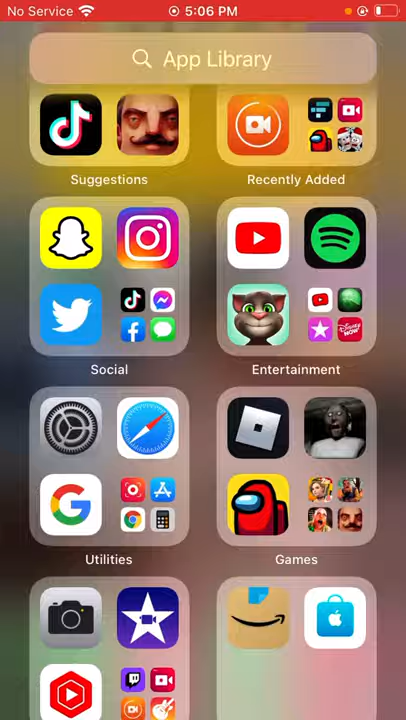 No Service 5:06 PM
App Library
Suggestions
Recently Added
Social
Entertainment
Utilities
Games